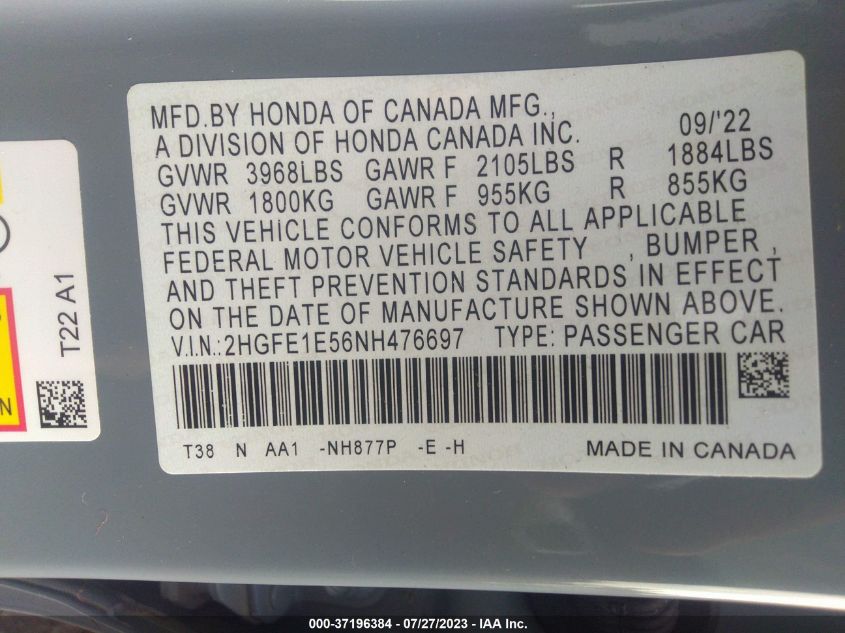 MFD.BY HONDA OF CANADA MFG.,
A DIVISION OF HONDA CANADA INC. 09/'22
GVWR 3968LBS GAWR F 2105LBS R 1884LBS
GVWR 1800KG GAWR F 955KG R 855KG
THIS VEHICLE CONFORMS TO ALL APPLICABLE
FEDERAL MOTOR VEHICLE SAFETY , BUMPER ,
AND THEFT PREVENTION STANDARDS IN EFFECT
ON THE DATE OF MANUFACTURE SHOWN ABOVE.
V.I.N.: 2HGFE1E56NH476697 TYPE: PASSENGER CAR
T38 N AA1 -NH877P -E -H MADE IN CANADA
T22 A1
N
000-37196384 - 07/27/2023 - IAA Inc.